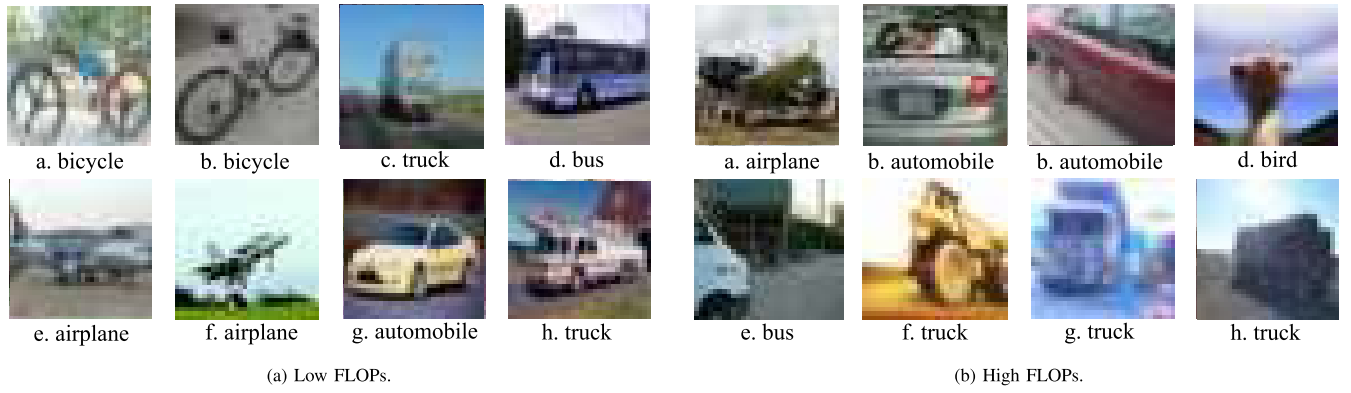 a. bicycle
b. bicycle
c. truck
d. bus
a. airplane
b. automobile
b. automobile
d. bird
e. airplane
f. airplane
g. automobile
h. truck
e. bus
f. truck
g. truck
h. truck
(a) Low FLOPs.
(b) High FLOPs.